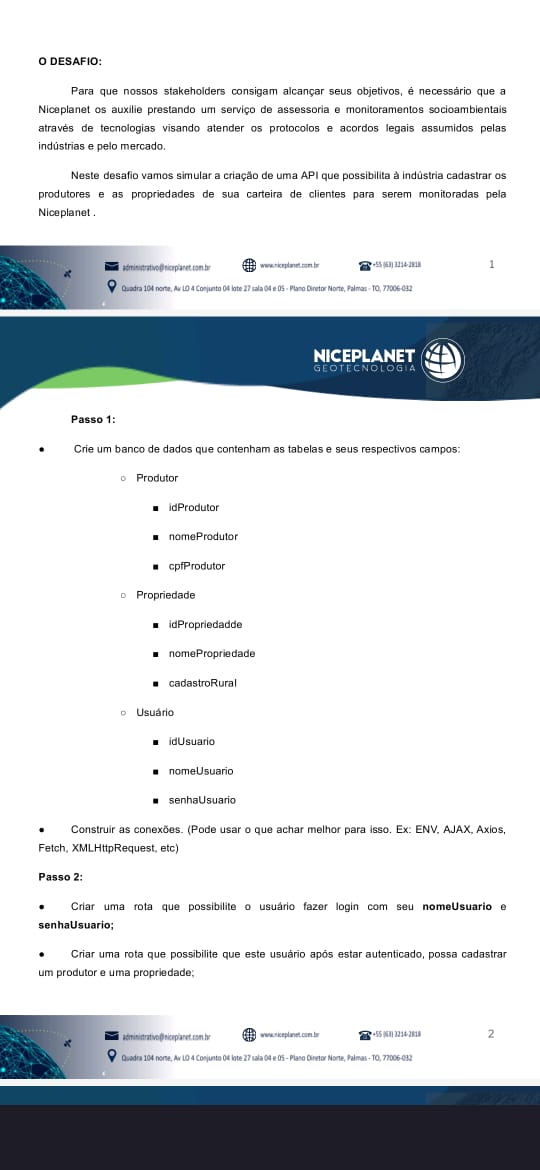 O DESAFIO:
Para que nossos stakeholders consigam alcançar seus objetivos, é necessário que a
Niceplanet os auxilie prestando um serviço de assessoria e monitoramentos socioambientais
através de tecnologias visando atender os protocolos e acordos legais assumidos pelas
indústrias e pelo mercado.
Neste desafio vamos simular a criação de uma API que possibilita à indústria cadastrar os
produtores e as propriedades de sua carteira de clientes para serem monitoradas pela
Niceplanet .
administrativo@niceplanet.com.br www.niceplanet.com.br +55 (63) 3214-2818 1
Quadra 104 norte, Av LO 4 Conjunto 04 lote 27 sala 04 e 05 - Plano Diretor Norte, Palmas - TO, 77006-032
NICEPLANET
GEOTECNOLOGIA
Passo 1:
● Crie um banco de dados que contenham as tabelas e seus respectivos campos:
○ Produtor
■ idProdutor
■ nomeProdutor
■ cpfProdutor
○ Propriedade
■ idPropriedadde
■ nomePropriedade
■ cadastroRural
○ Usuário
■ idUsuario
■ nomeUsuario
■ senhaUsuario
● Construir as conexões. (Pode usar o que achar melhor para isso. Ex: ENV, AJAX, Axios,
Fetch, XMLHttpRequest, etc)
Passo 2:
● Criar uma rota que possibilite o usuário fazer login com seu nomeUsuario e
senhaUsuario;
● Criar uma rota que possibilite que este usuário após estar autenticado, possa cadastrar
um produtor e uma propriedade;
administrativo@niceplanet.com.br www.niceplanet.com.br +55 (63) 3214-2818 2
Quadra 104 norte, Av LO 4 Conjunto 04 lote 27 sala 04 e 05 - Plano Diretor Norte, Palmas - TO, 77006-032